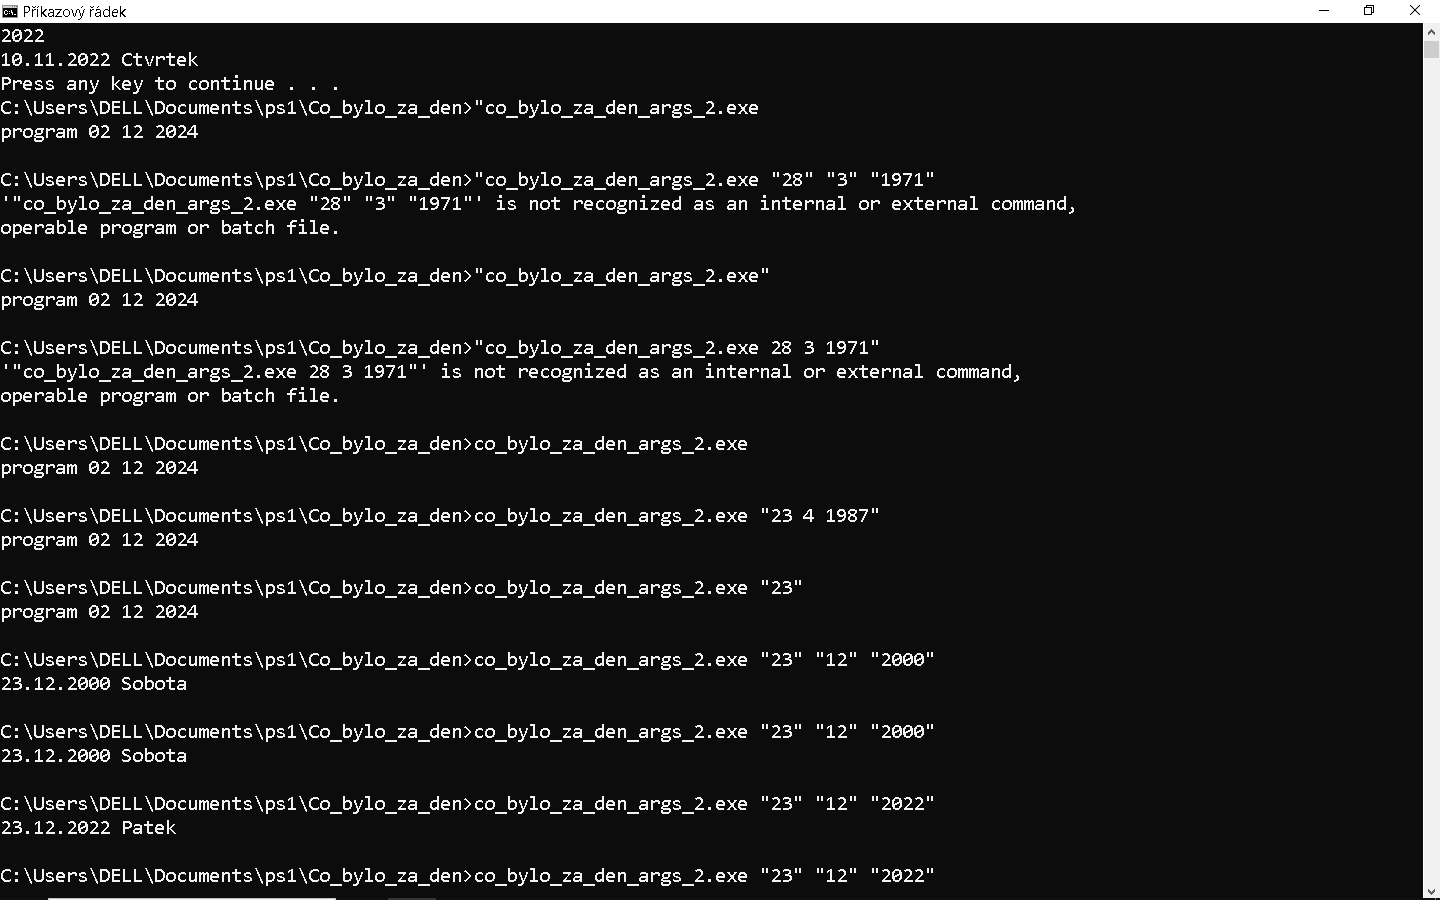 Příkazový řádek
2022
10.11.2022 Ctvrtek
Press any key to continue . . .
C:\Users\DELL\Documents\ps1\Co_bylo_za_den>"co_bylo_za_den_args_2.exe
program 02 12 2024
C:\Users\DELL\Documents\ps1\Co_bylo_za_den>"co_bylo_za_den_args_2.exe "28" "3" "1971"
'"co_bylo_za_den_args_2.exe "28" "3" "1971"' is not recognized as an internal or external command,
operable program or batch file.
C:\Users\DELL\Documents\ps1\Co_bylo_za_den>"co_bylo_za_den_args_2.exe"
program 02 12 2024
C:\Users\DELL\Documents\ps1\Co_bylo_za_den>"co_bylo_za_den_args_2.exe 28 3 1971"
'"co_bylo_za_den_args_2.exe 28 3 1971"' is not recognized as an internal or external command,
operable program or batch file.
C:\Users\DELL\Documents\ps1\Co_bylo_za_den>co_bylo_za_den_args_2.exe
program 02 12 2024
C:\Users\DELL\Documents\ps1\Co_bylo_za_den>co_bylo_za_den_args_2.exe "23 4 1987"
program 02 12 2024
C:\Users\DELL\Documents\ps1\Co_bylo_za_den>co_bylo_za_den_args_2.exe "23"
program 02 12 2024
C:\Users\DELL\Documents\ps1\Co_bylo_za_den>co_bylo_za_den_args_2.exe "23" "12" "2000"
23.12.2000 Sobota
C:\Users\DELL\Documents\ps1\Co_bylo_za_den>co_bylo_za_den_args_2.exe "23" "12" "2000"
23.12.2000 Sobota
C:\Users\DELL\Documents\ps1\Co_bylo_za_den>co_bylo_za_den_args_2.exe "23" "12" "2022"
23.12.2022 Patek
C:\Users\DELL\Documents\ps1\Co_bylo_za_den>co_bylo_za_den_args_2.exe "23" "12" "2022"